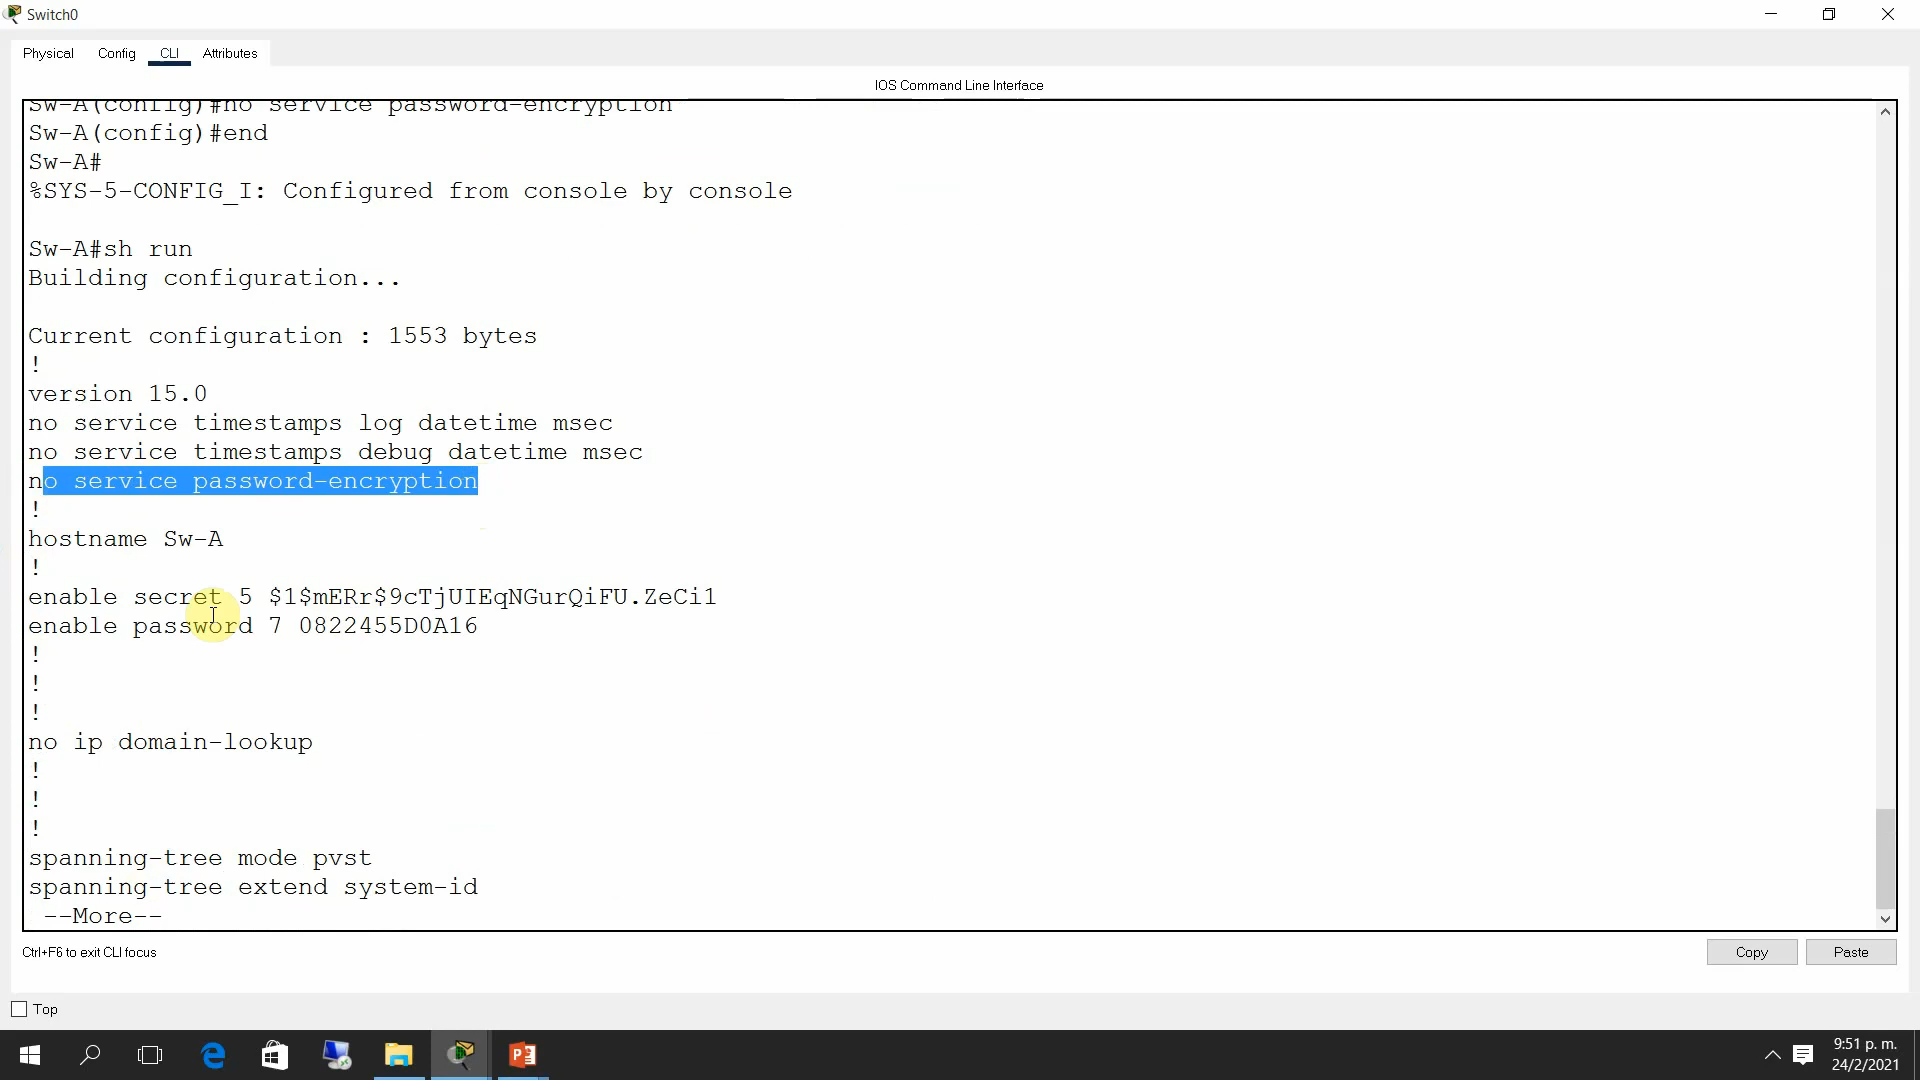 Switch0
Physical Config CLI Attributes
IOS Command Line Interface
Sw-A(config)#no service password-encryption
Sw-A(config)#end
Sw-A#
%SYS-5-CONFIG_I: Configured from console by console
Sw-A#sh run
Building configuration...
Current configuration : 1553 bytes
!
version 15.0
no service timestamps log datetime msec
no service timestamps debug datetime msec
no service password-encryption
!
hostname Sw-A
!
enable secret 5 $1$mERr$9cTjUIEqNGurQiFU.ZeCi1
enable password 7 0822455D0A16
!
!
!
no ip domain-lookup
!
!
!
spanning-tree mode pvst
spanning-tree extend system-id
--More--
Ctrl+F6 to exit CLI focus
Copy Paste
Top
9:51 p. m.
24/2/2021